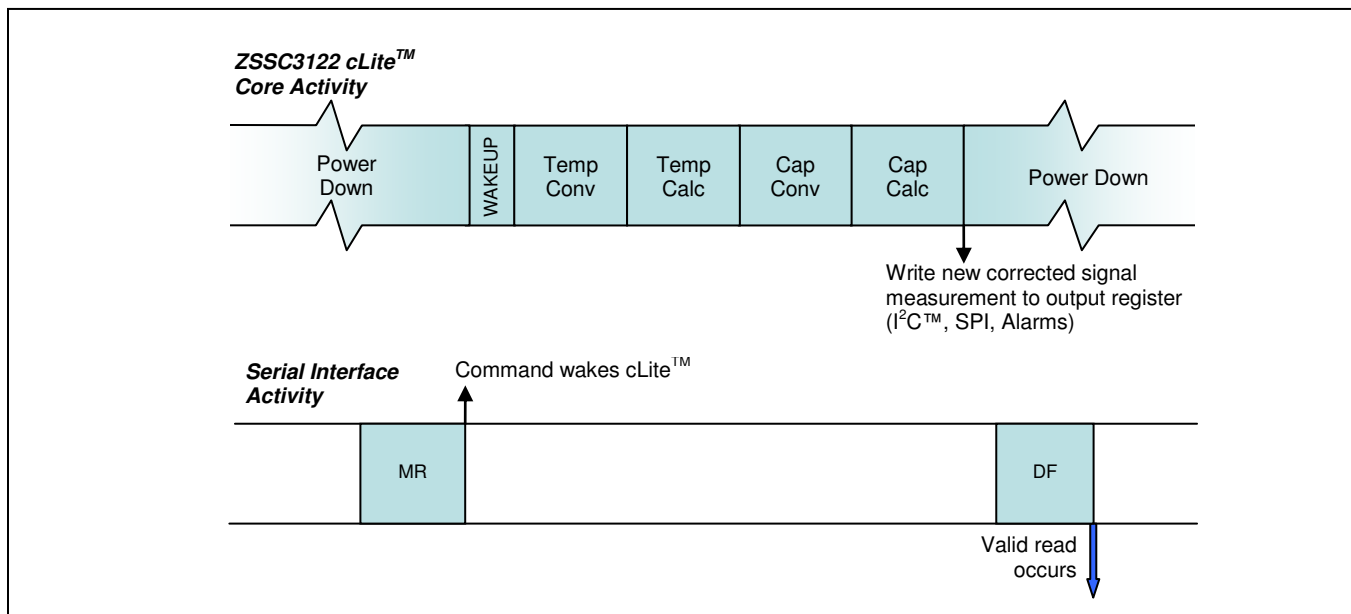 ZSSC3122 cLite™
Core Activity
Power
Down
WAKEUP
Temp
Conv
Temp
Calc
Cap
Conv
Cap
Calc
Power Down
Write new corrected signal
measurement to output register
(I²C™, SPI, Alarms)
Serial Interface
Activity
Command wakes cLite™
MR
DF
Valid read
occurs